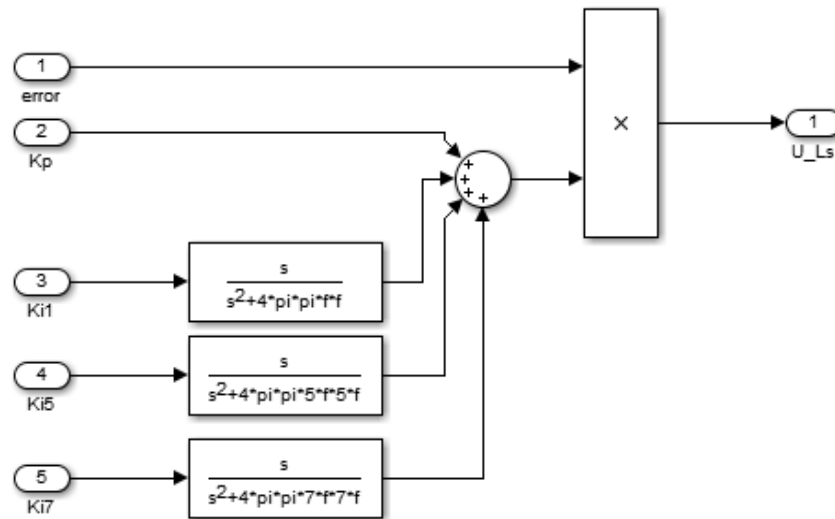 1
error
2
Kp
×
1
U_Ls
+
+
+
+
3
Ki1
s
s2+4*pi*pi*f*f
4
Ki5
s
s2+4*pi*pi*5*f*5*f
5
Ki7
s
s2+4*pi*pi*7*f*7*f